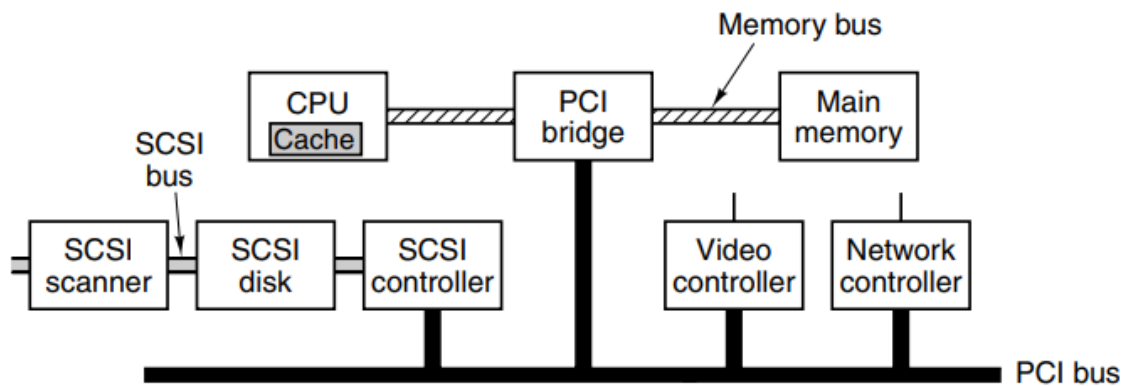 Memory bus
CPU
Cache
PCI
bridge
Main
memory
SCSI
bus
SCSI
scanner
SCSI
disk
SCSI
controller
Video
controller
Network
controller
PCI bus